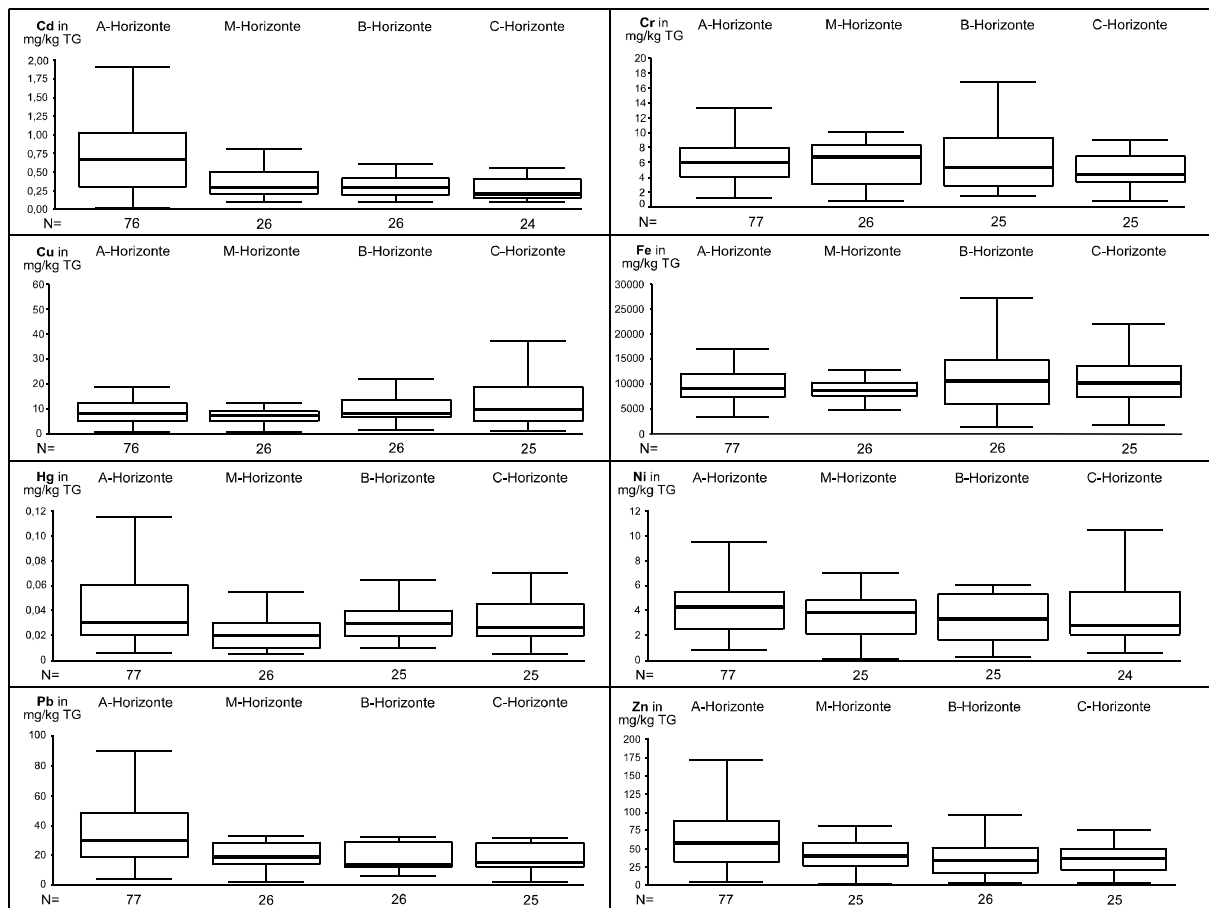 Cd in A-Horizonte M-Horizonte B-Horizonte C-Horizonte
mg/kg TG
2,00
1,75
1,50
1,25
1,00
0,75
0,50
0,25
0,00
N= 76 26 26 24
Cr in A-Horizonte M-Horizonte B-Horizonte C-Horizonte
mg/kg TG
20
18
16
14
12
10
8
6
4
2
0
N= 77 26 25 25
Cu in A-Horizonte M-Horizonte B-Horizonte C-Horizonte
mg/kg TG
60
50
40
30
20
10
0
N= 76 26 26 25
Fe in A-Horizonte M-Horizonte B-Horizonte C-Horizonte
mg/kg TG
30000
25000
20000
15000
10000
5000
0
N= 77 26 26 25
Hg in A-Horizonte M-Horizonte B-Horizonte C-Horizonte
mg/kg TG
0,12
0,10
0,08
0,06
0,04
0,02
0
N= 77 26 25 25
Ni in A-Horizonte M-Horizonte B-Horizonte C-Horizonte
mg/kg TG
12
10
8
6
4
2
0
N= 77 25 25 24
Pb in A-Horizonte M-Horizonte B-Horizonte C-Horizonte
mg/kg TG
100
80
60
40
20
0
N= 77 26 26 25
Zn in A-Horizonte M-Horizonte B-Horizonte C-Horizonte
mg/kg TG
200
175
150
125
100
75
50
25
0
N= 77 25 26 25